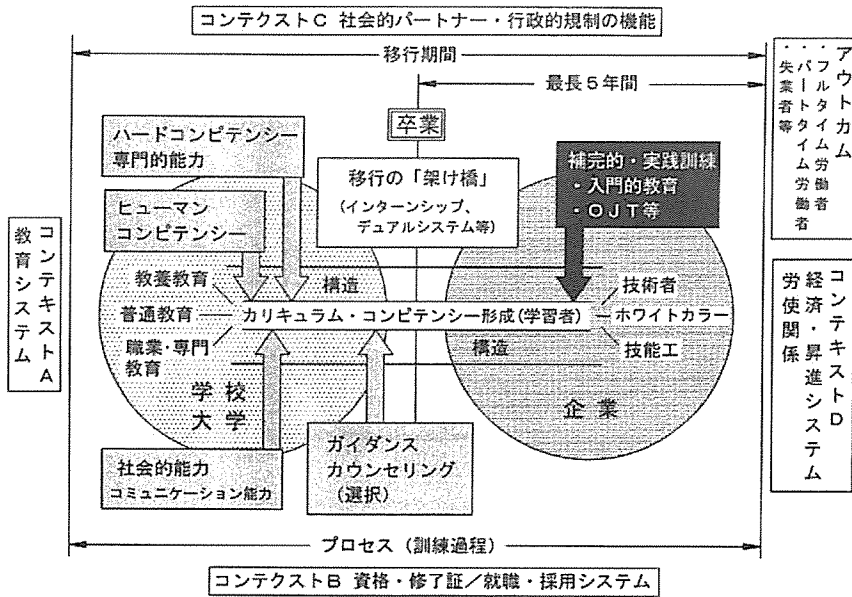 コンテクストC 社会的パートナー・行政的規制の機能
移行期間
最長5年間
卒業
ハードコンピテンシー
専門的能力
ヒューマン
コンピテンシー
移行の「架け橋」
(インターンシップ、
デュアルシステム等)
補完的・実践訓練
・入門的教育
・OJT等
アウトカム
・フルタイム労働者
・パートタイム労働者
・失業者等
コンテキストA
教育システム
教養教育
普通教育
職業・専門
教育
構造
カリキュラム・コンピテンシー形成(学習者)
構造
技術者
ホワイトカラー
技能工
学校
大学
企業
コンテキストD
経済・昇進システム
労使関係
社会的能力
コミュニケーション能力
ガイダンス
カウンセリング
(選択)
プロセス(訓練過程)
コンテクストB 資格・修了証/就職・採用システム